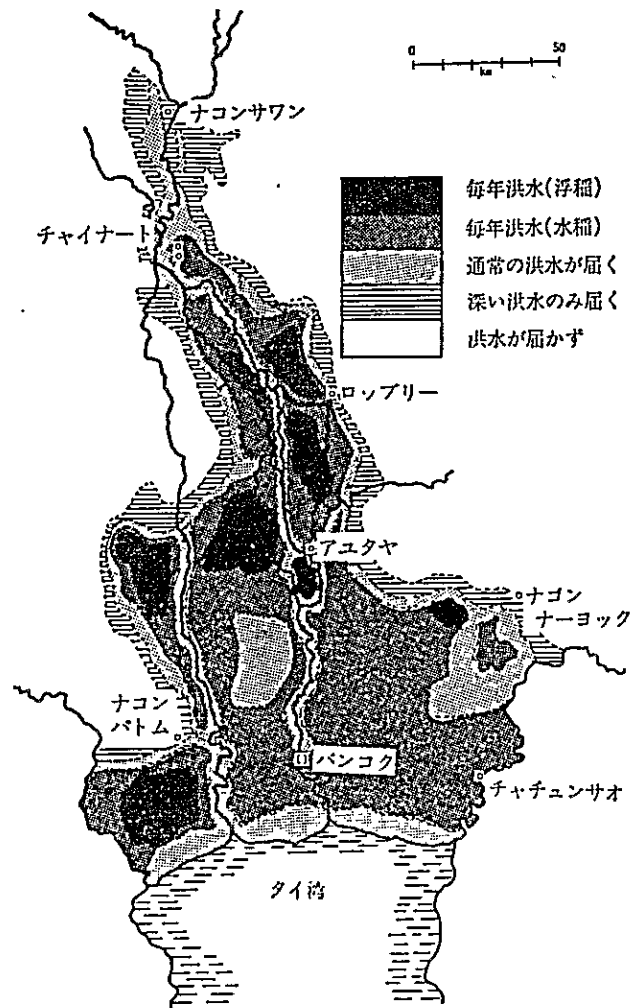 0 50
km
ナコンサワン
毎年洪水(浮稲)
毎年洪水(水稲)
チャイナート
通常の洪水が届く
深い洪水のみ届く
洪水が届かず
ロッブリー
アユタヤ
ナコン
ナーヨック
ナコン
パトム
バンコク
チャチュンサオ
タイ湾